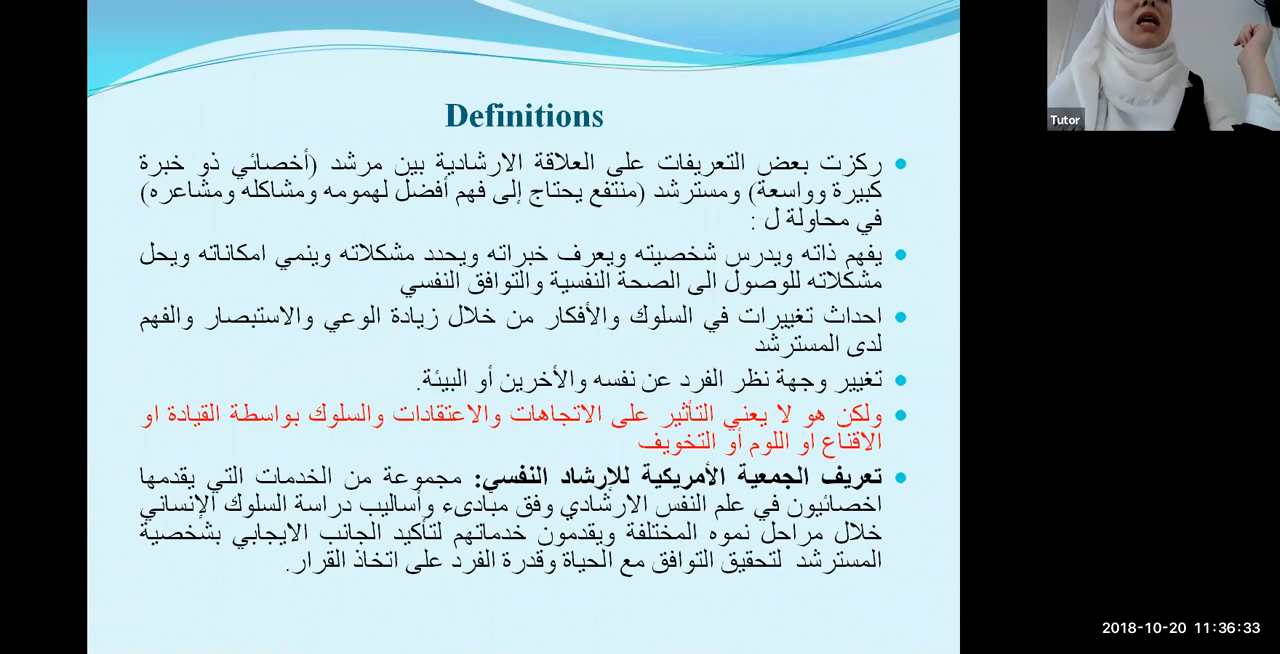 Definitions
ركزت بعض التعريفات على العلاقة الارشادية بين مرشد (أخصائي ذو خبرة
كبيرة وواسعة) ومسترشد (منتفع يحتاج إلى فهم أفضل لهمومه ومشاكله ومشاعره)
في محاولة ل :
يفهم ذاته ويدرس شخصيته ويعرف خبراته ويحدد مشكلاته وينمي امكاناته ويحل
مشكلاته للوصول الى الصحة النفسية والتوافق النفسي
احداث تغييرات في السلوك والأفكار من خلال زيادة الوعي والاستبصار والفهم
لدى المسترشد
تغيير وجهة نظر الفرد عن نفسه والأخرين أو البيئة.
ولكن هو لا يعني التأثير على الاتجاهات والاعتقادات والسلوك بواسطة القيادة او
الاقناع او اللوم أو التخويف
تعريف الجمعية الأمريكية للإرشاد النفسي: مجموعة من الخدمات التي يقدمها
اخصائيون في علم النفس الارشادي وفق مبادىء وأساليب دراسة السلوك الإنساني
خلال مراحل نموه المختلفة ويقدمون خدماتهم لتأكيد الجانب الايجابي بشخصية
المسترشد لتحقيق التوافق مع الحياة وقدرة الفرد على اتخاذ القرار.
Tutor
2018-10-20 11:36:33